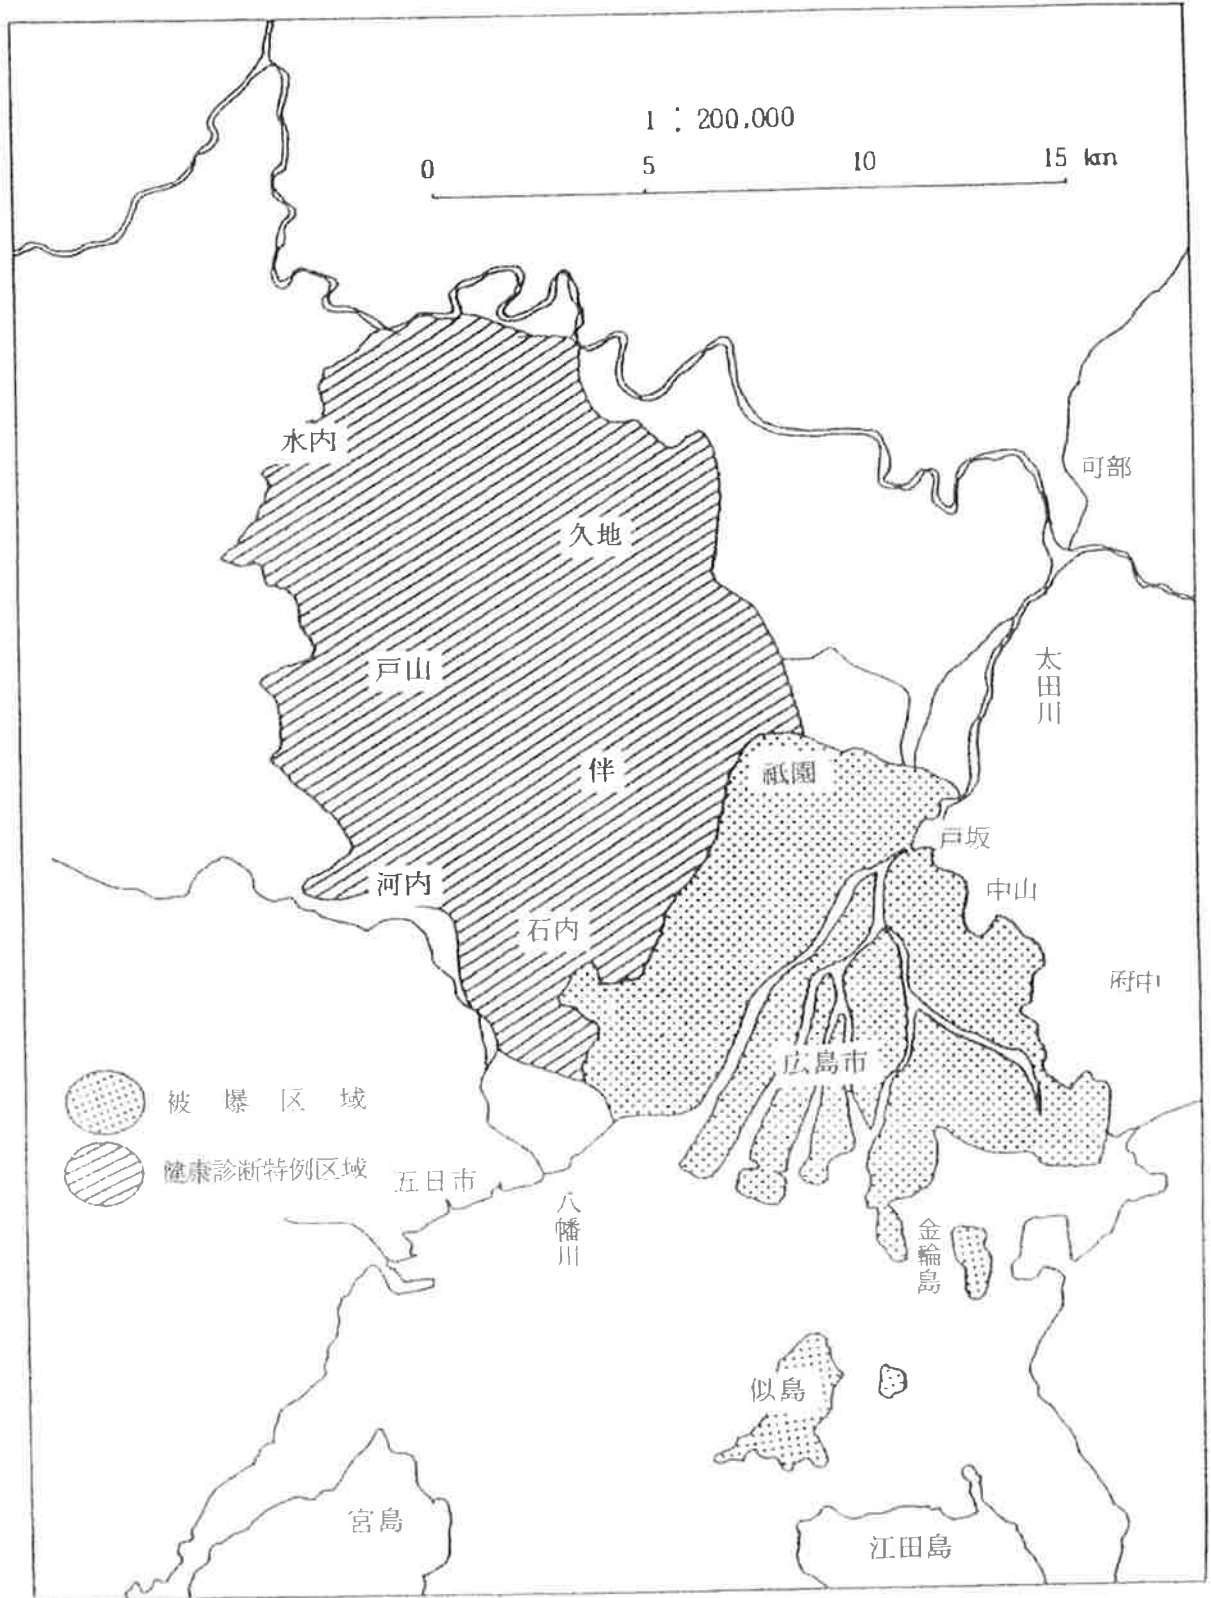 1 : 200,000
0 5 10 15 km
水内
可部
久地
戸山
太田川
伴
祇園
戸坂
河内
中山
石内
府中
広島市
被爆区域
健康診断特例区域
五日市
八幡川
金輪島
似島
宮島
江田島